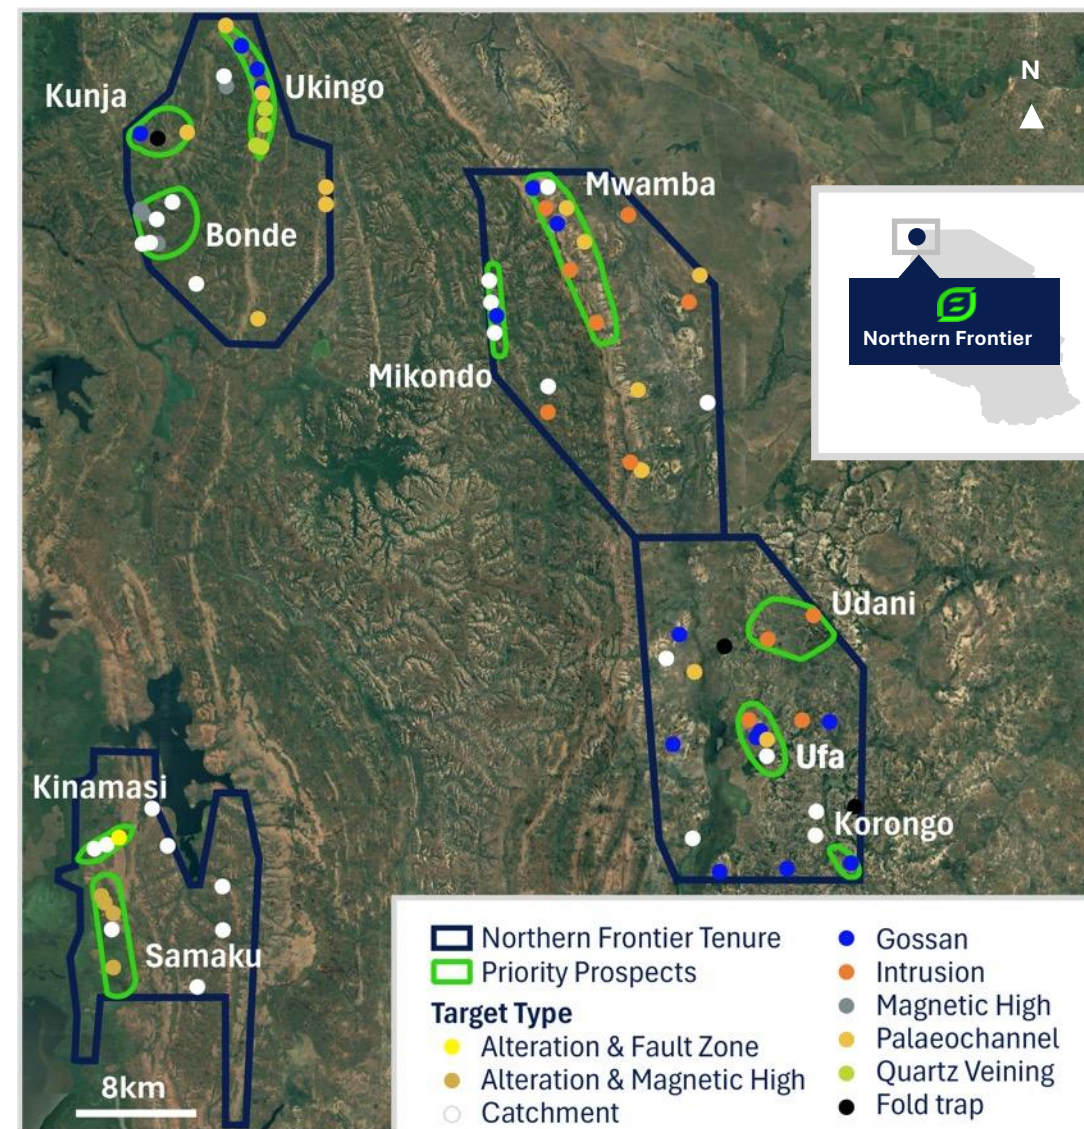 N
Kunja
Ukingo
Bonde
Mwamba
Mikondo
Northern Frontier
Udani
Ufa
Korongo
Kinamasi
Samaku
8km
Northern Frontier Tenure
Priority Prospects
Target Type
Alteration & Fault Zone
Alteration & Magnetic High
Catchment
Gossan
Intrusion
Magnetic High
Palaeochannel
Quartz Veining
Fold trap